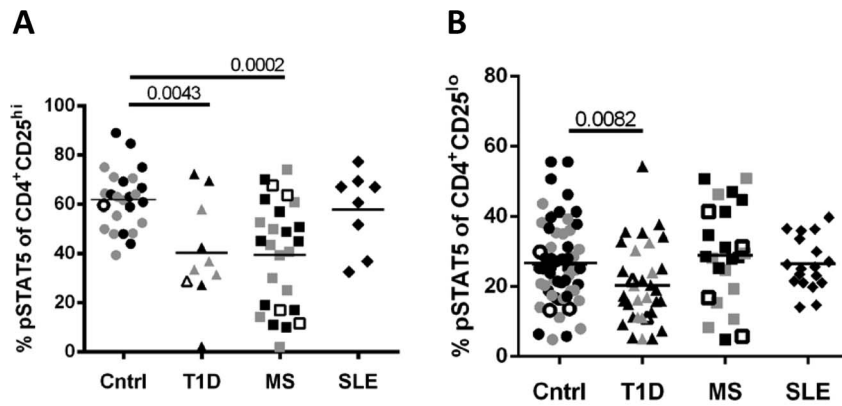 A
0.0002
0.0043
% pSTAT5 of CD4+CD25hi
100
80
60
40
20
0
Cntrl T1D MS SLE
B
0.0082
% pSTAT5 of CD4+CD25lo
80
60
40
20
0
Cntrl T1D MS SLE